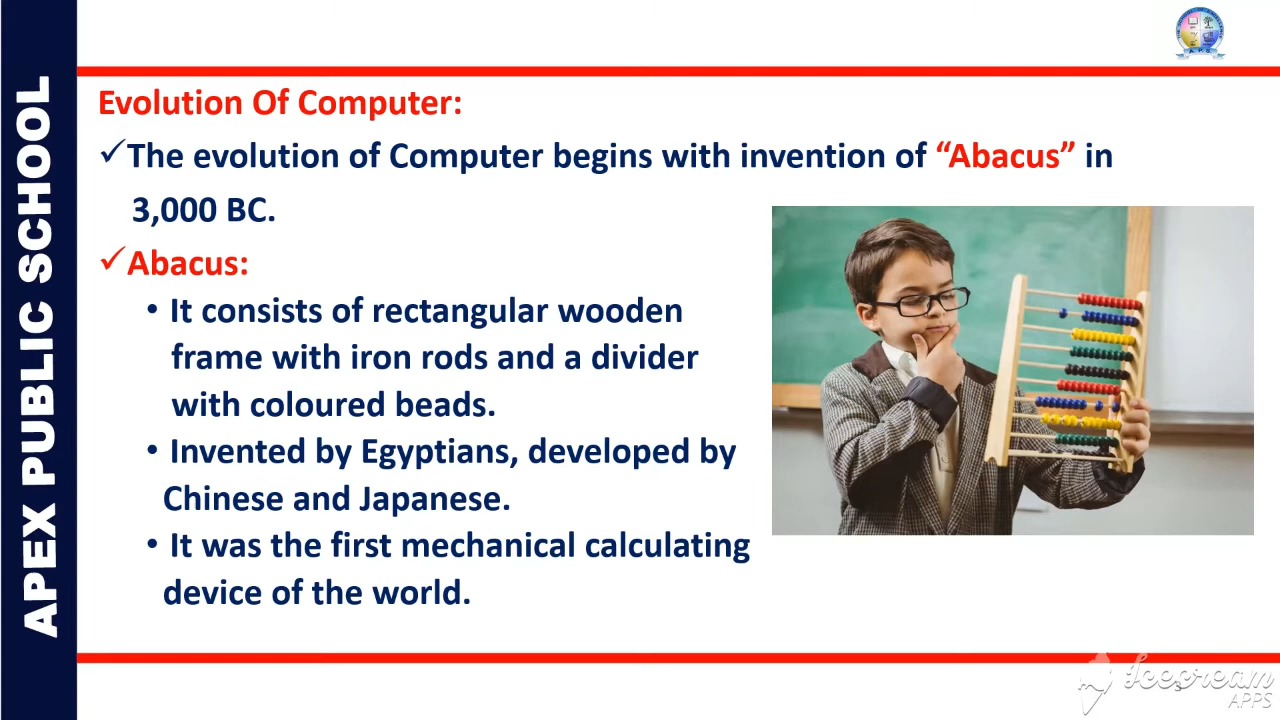 APEX PUBLIC SCHOOL
Evolution Of Computer:
✓The evolution of Computer begins with invention of “Abacus” in
3,000 BC.
✓Abacus:
• It consists of rectangular wooden
frame with iron rods and a divider
with coloured beads.
• Invented by Egyptians, developed by
Chinese and Japanese.
• It was the first mechanical calculating
device of the world.
A P S
3
Icecream
APPS